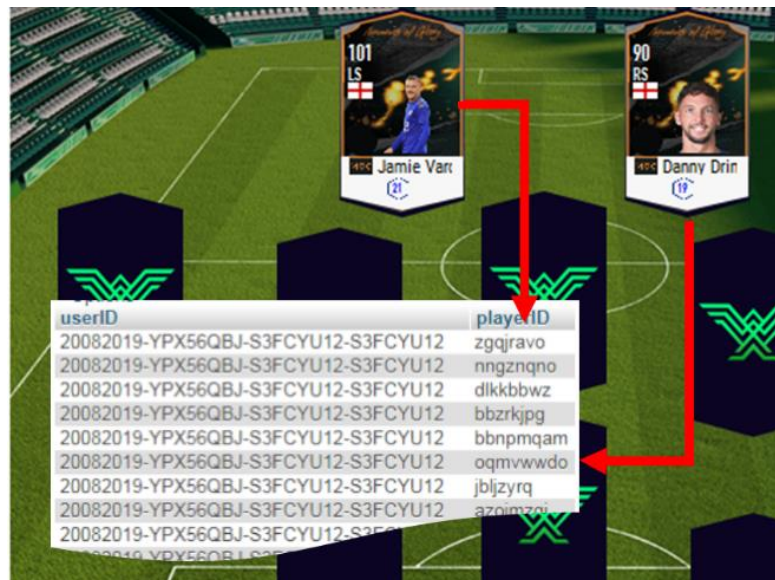 101
LS
Jamie Varc
21
90
RS
Danny Drin
19
userID playerID
20082019-YPX56QBJ-S3FCYU12-S3FCYU12 zgqjravo
20082019-YPX56QBJ-S3FCYU12-S3FCYU12 nngznqno
20082019-YPX56QBJ-S3FCYU12-S3FCYU12 dlkkbbwz
20082019-YPX56QBJ-S3FCYU12-S3FCYU12 bbzrkjpg
20082019-YPX56QBJ-S3FCYU12-S3FCYU12 bbnpmqam
20082019-YPX56QBJ-S3FCYU12-S3FCYU12 oqmvwwdo
20082019-YPX56QBJ-S3FCYU12-S3FCYU12 jbljzyrq
20082019-YPX56QBJ-S3FCYU12-S3FCYU12